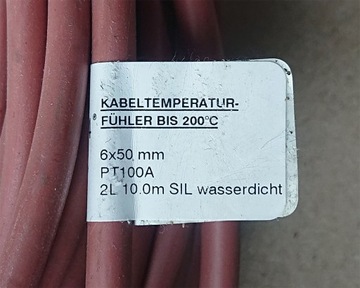 KABELTEMPERATUR-
FÜHLER BIS 200°C
6x50 mm
PT100A
2L 10.0m SIL wasserdicht